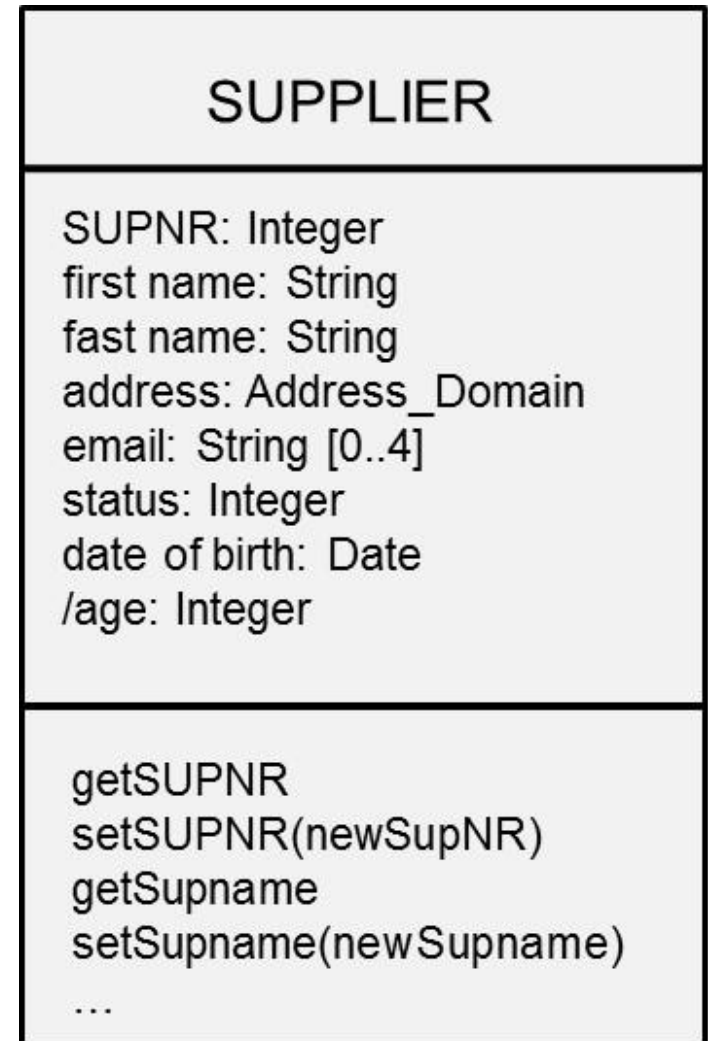 SUPPLIER
SUPNR: Integer
first name: String
fast name: String
address: Address_Domain
email: String [0..4]
status: Integer
date of birth: Date
/age: Integer
getSUPNR
setSUPNR(newSupNR)
getSupname
setSupname(newSupname)
…